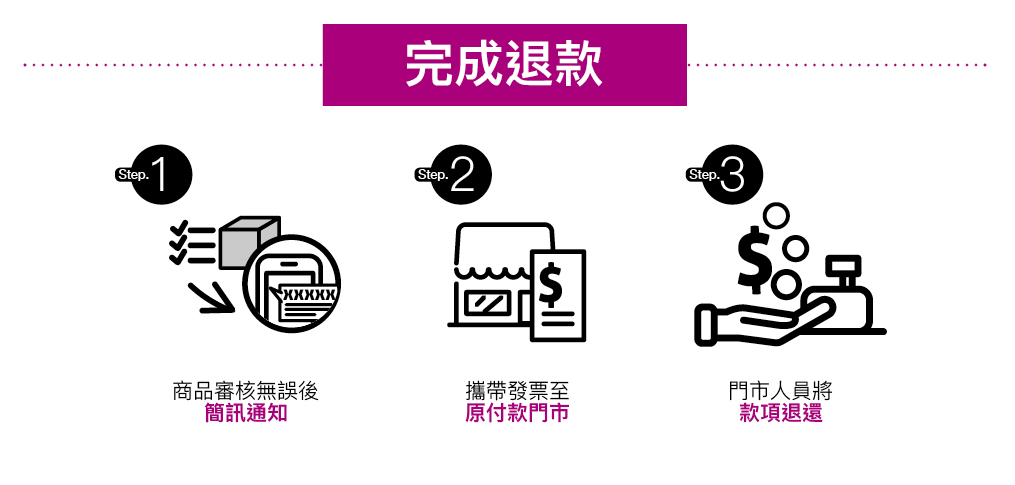 完成退款
Step.1
Step.2
Step.3
XXXXX
$
$
商品審核無誤後
簡訊通知
攜帶發票至
原付款門市
門市人員將
款項退還